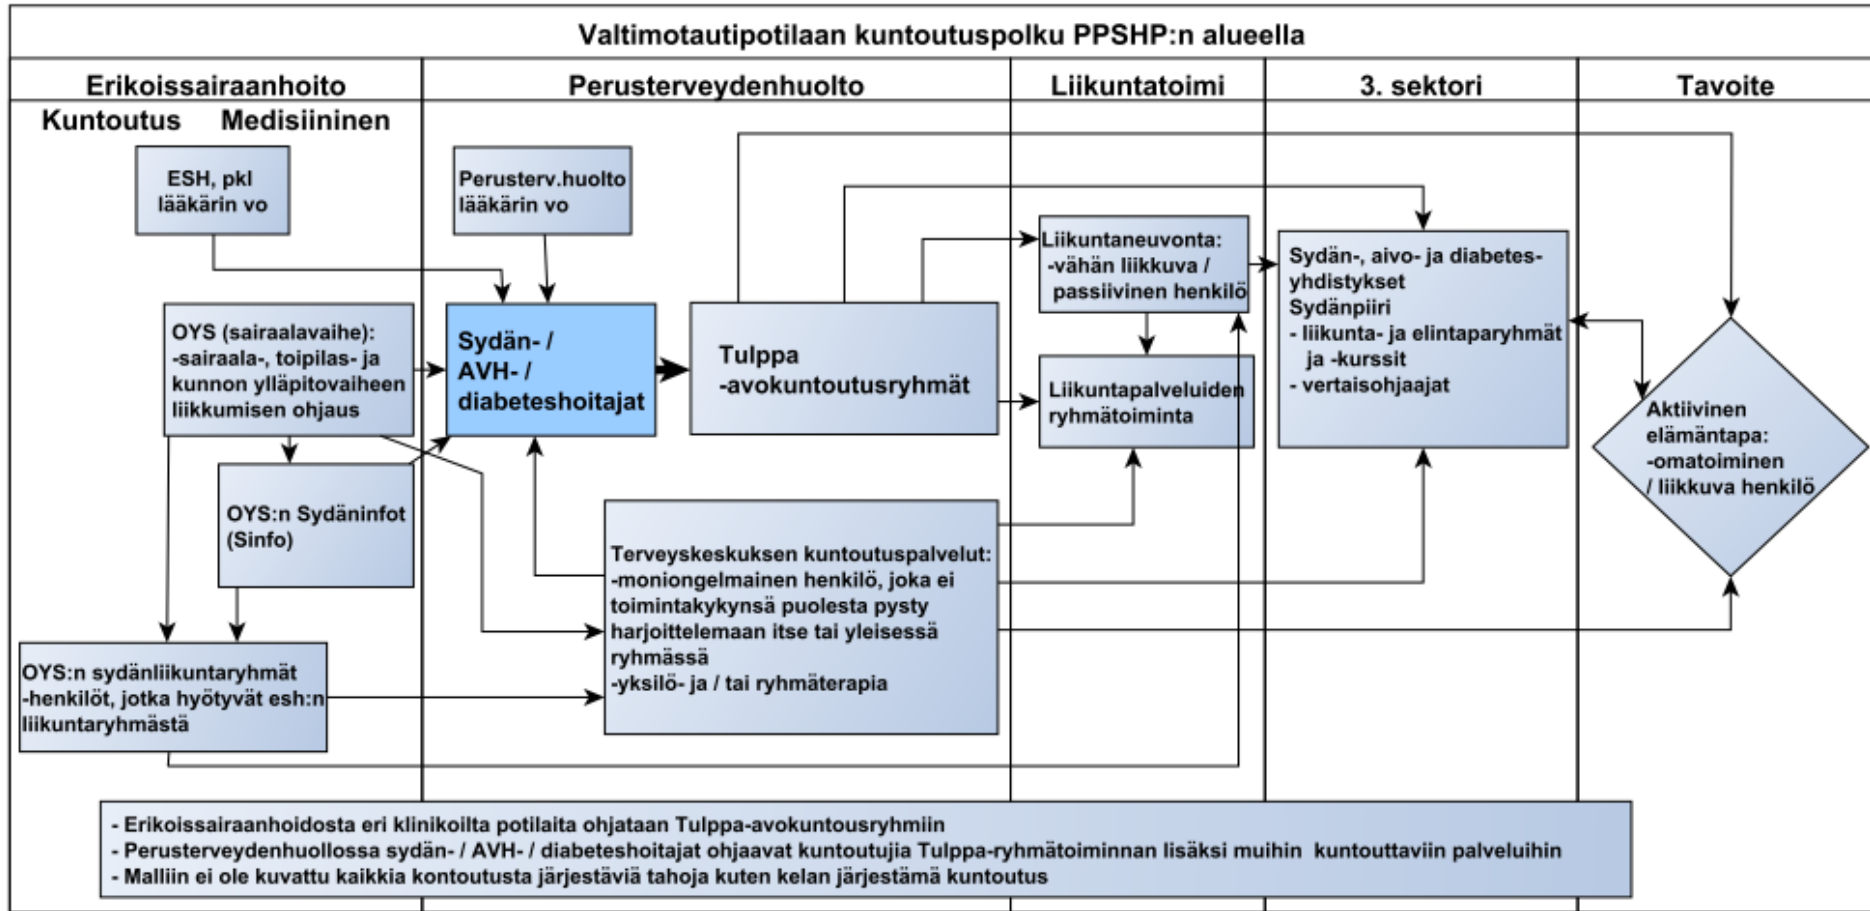 Valtimotautipotilaan kuntoutuspolku PPSHP:n alueella
Erikoissairaanhoito
Perusterveydenhuolto
Liikuntatoimi
3. sektori
Tavoite
Kuntoutus
Medisiininen
ESH, pkl
lääkärin vo
Perusterv.huolto
lääkärin vo
OYS (sairaalavaihe):
-sairaala-, toipilas- ja
kunnon ylläpitovaiheen
liikkumisen ohjaus
Sydän- /
AVH- /
diabeteshoitajat
Tulppa
-avokuntoutusryhmät
Liikuntaneuvonta:
-vähän liikkuva /
passiivinen henkilö
Liikuntapalveluiden
ryhmätoiminta
Sydän-, aivo- ja diabetes-
yhdistykset
Sydänpiiri
- liikunta- ja elintaparyhmät
ja -kurssit
- vertaisohjaajat
Aktiivinen
elämäntapa:
-omatoiminen
/ liikkuva henkilö
OYS:n Sydäninfot
(Sinfo)
Terveyskeskuksen kuntoutuspalvelut:
-moniongelmainen henkilö, joka ei
toimintakykynsä puolesta pysty
harjoittelemaan itse tai yleisessä
ryhmässä
-yksilö- ja / tai ryhmäterapia
OYS:n sydänliikuntaryhmät
-henkilöt, jotka hyötyvät esh:n
liikuntaryhmästä
- Erikoissairaanhoidosta eri klinikoilta potilaita ohjataan Tulppa-avokuntousryhmiin
- Perusterveydenhuollossa sydän- / AVH- / diabeteshoitajat ohjaavat kuntoutujia Tulppa-ryhmätoiminnan lisäksi muihin kuntouttaviin palveluihin
- Malliin ei ole kuvattu kaikkia kontoutusta järjestäviä tahoja kuten kelan järjestämä kuntoutus